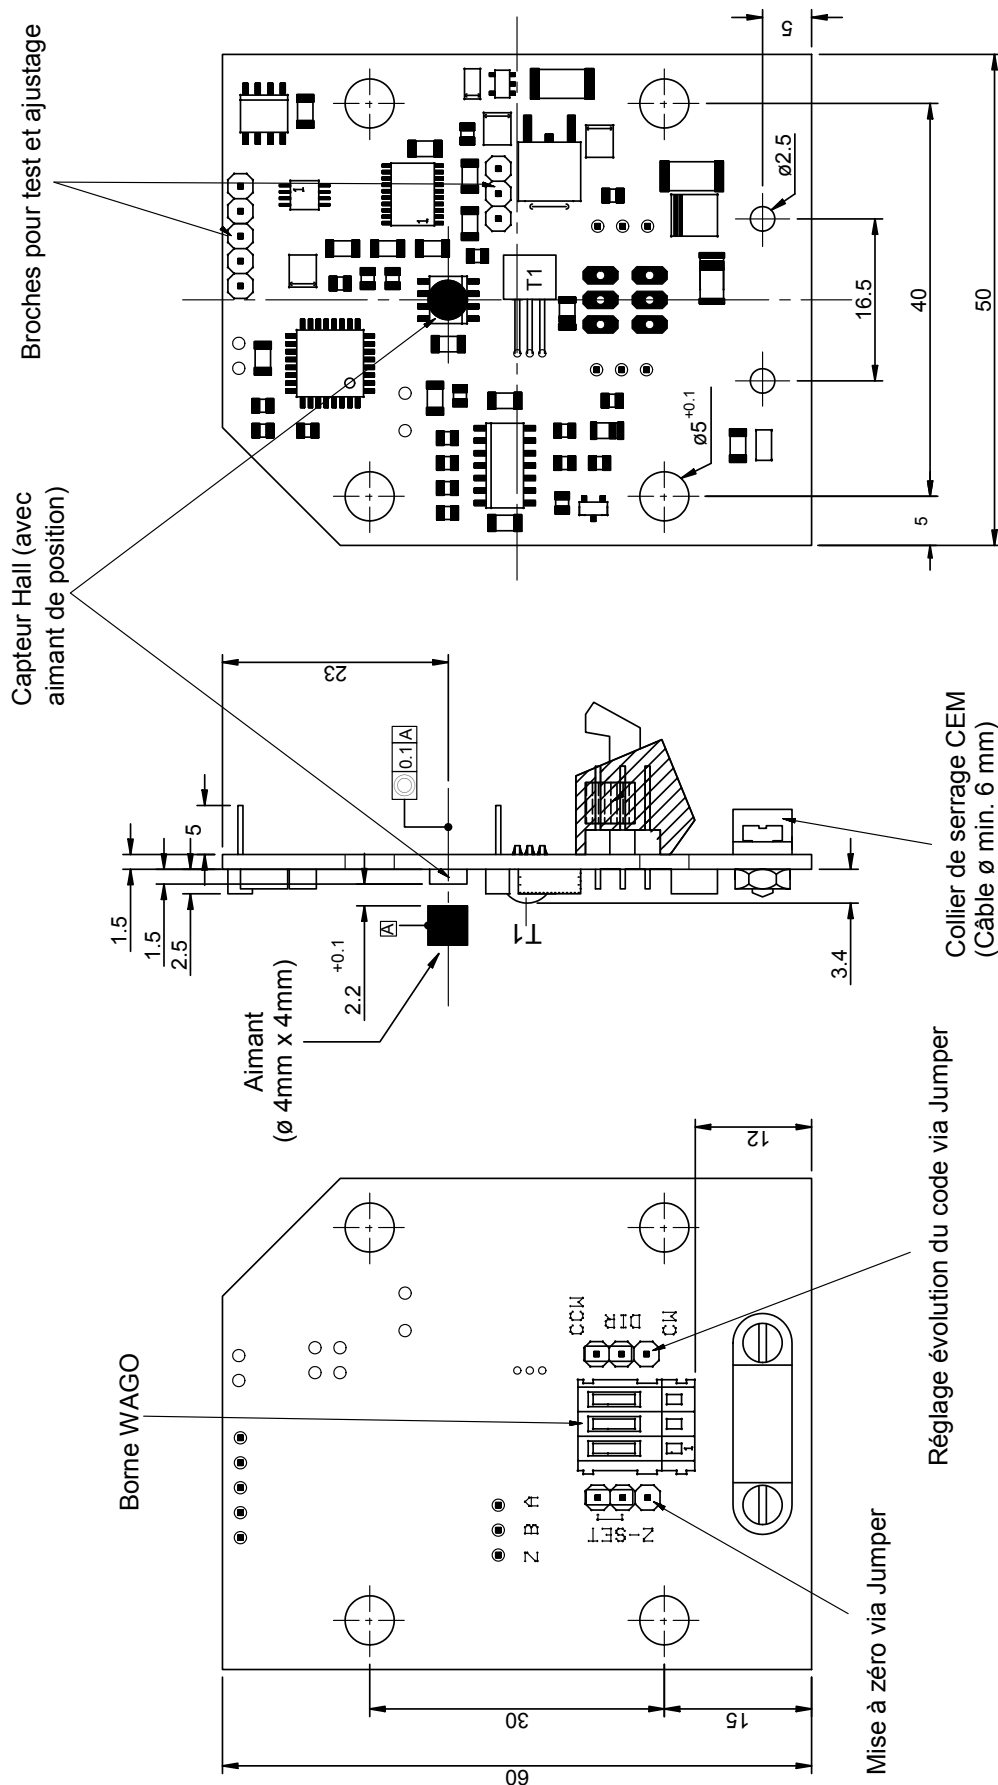 Broches pour test et ajustage
Capteur Hall (avec
aimant de position)
Aimant
(ø 4mm x 4mm)
Borne WAGO
Collier de serrage CEM
(Câble ø min. 6 mm)
Réglage évolution du code via Jumper
Mise à zéro via Jumper
5
ø2.5
16.5
40
50
ø5 +0.1
5
T1
1
1
23
0.1 A
A
5
1.5
1.5
2.5
2.2 +0.1
T1
3.4
12
CCW
DIR
CW
1
Z-SET
A
B
N
30
15
60